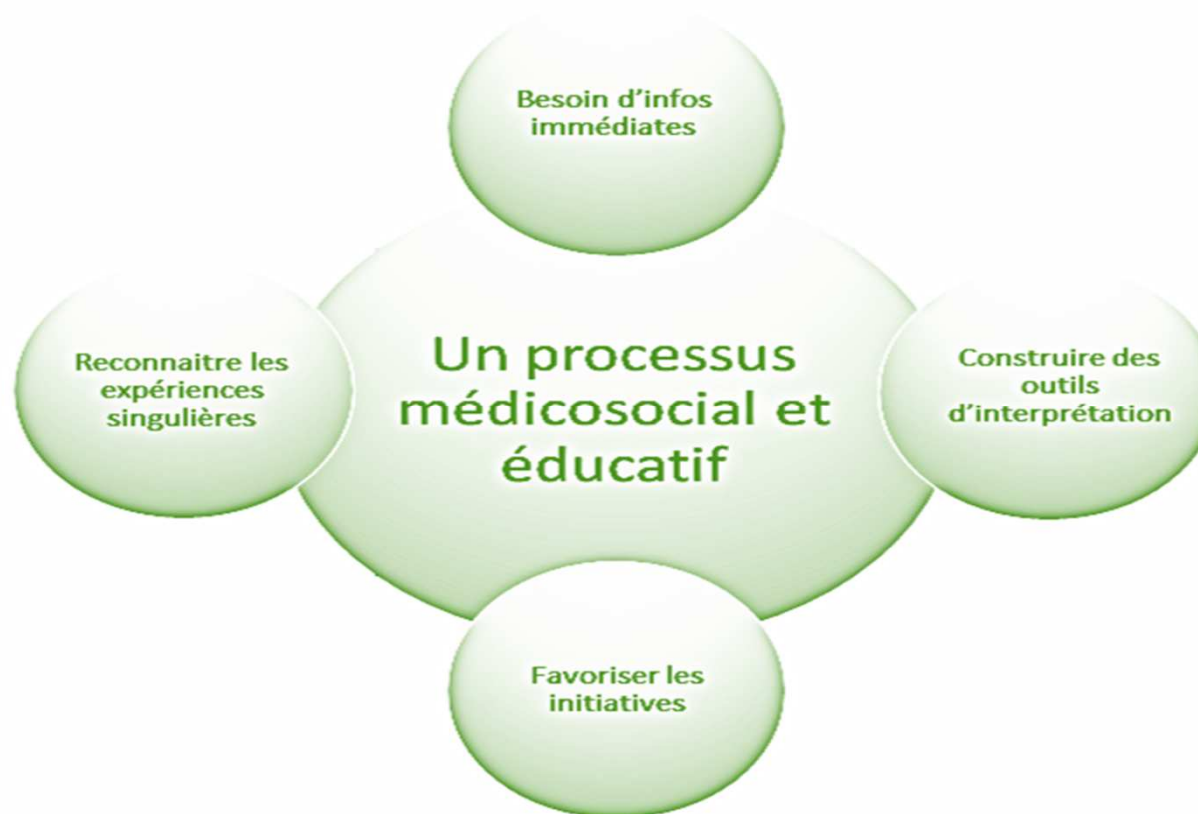 Besoin d'infos
immédiates
Reconnaitre les
expériences
singulières
Un processus
médicosocial et
éducatif
Construire des
outils
d'interprétation
Favoriser les
initiatives